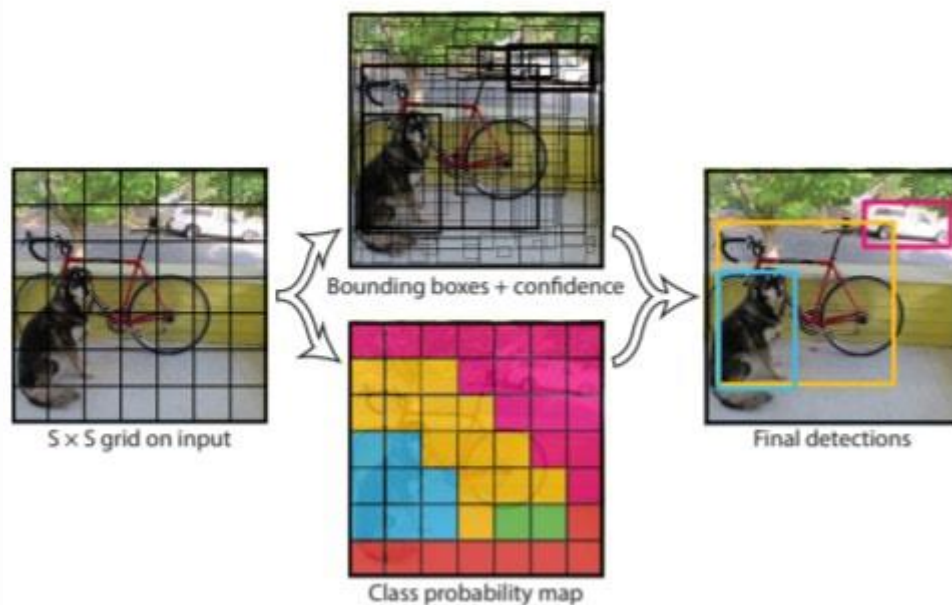 Bounding boxes + confidence
S × S grid on input
Final detections
Class probability map